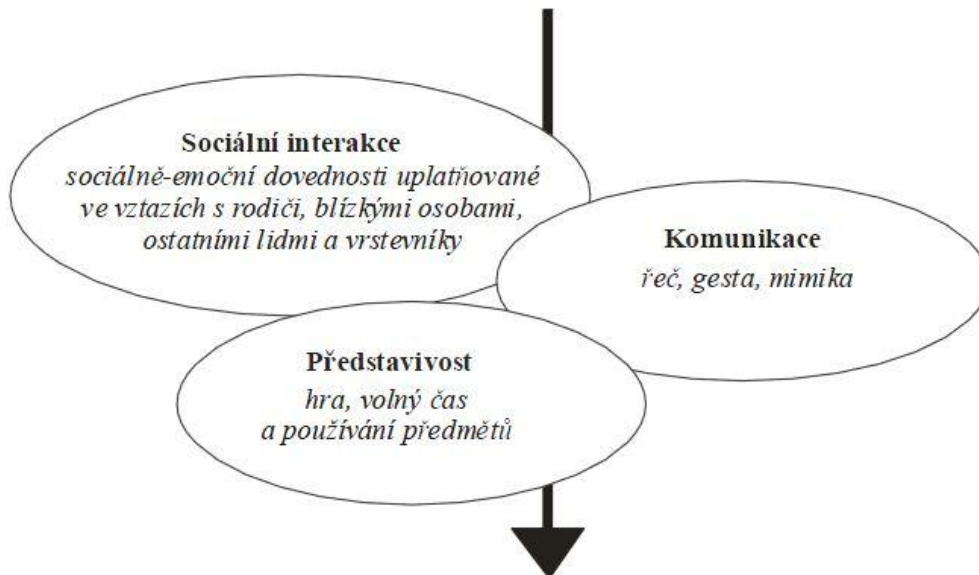 Sociální interakce
sociálně-emoční dovednosti uplatňované
ve vztazích s rodiči, blízkými osobami,
ostatními lidmi a vrstevníky
Komunikace
řeč, gesta, mimika
Představivost
hra, volný čas
a používání předmětů